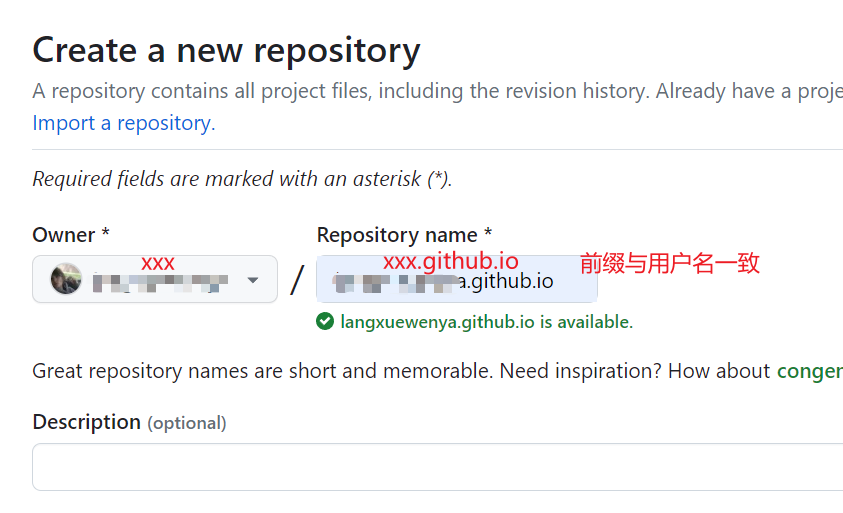 Create a new repository
A repository contains all project files, including the revision history. Already have a proje
Import a repository.
Required fields are marked with an asterisk (*).
Owner * Repository name *
xxx xxx.github.io 前缀与用户名一致
/ a.github.io
langxuewenya.github.io is available.
Great repository names are short and memorable. Need inspiration? How about conger
Description (optional)